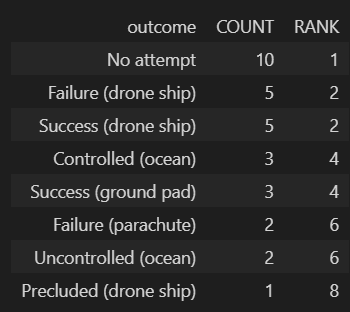 outcome COUNT RANK
No attempt 10 1
Failure (drone ship) 5 2
Success (drone ship) 5 2
Controlled (ocean) 3 4
Success (ground pad) 3 4
Failure (parachute) 2 6
Uncontrolled (ocean) 2 6
Precluded (drone ship) 1 8